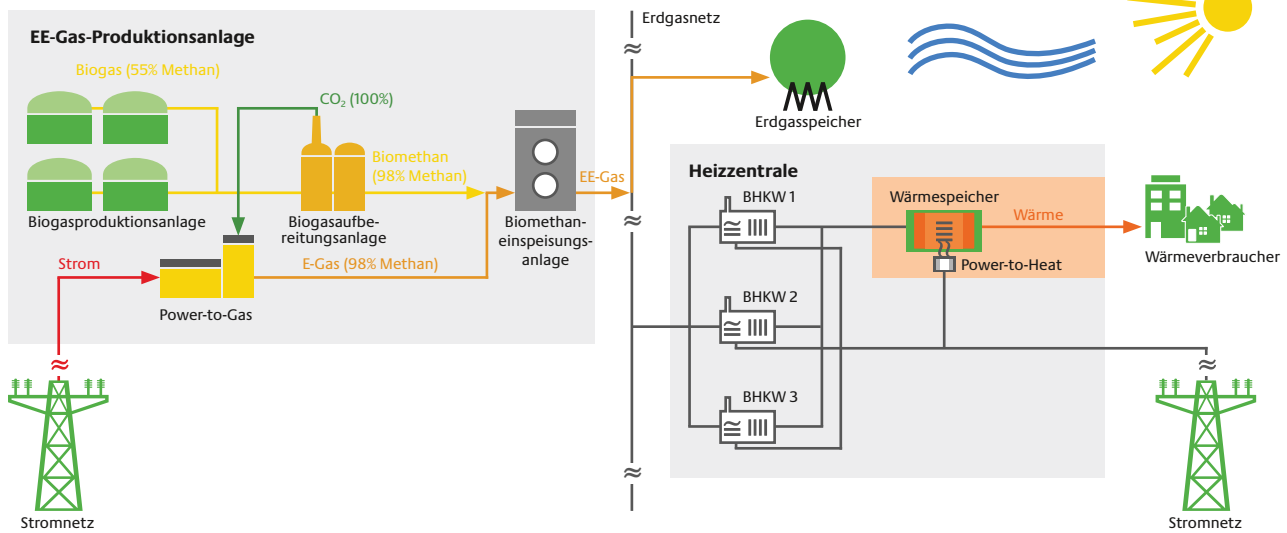 Erdgasnetz
EE-Gas-Produktionsanlage
Biogas (55% Methan)
CO₂ (100%)
Erdgasspeicher
Biomethan
(98% Methan)
EE-Gas
Biogasproduktionsanlage
Biogasaufbe-
reitungsanlage
Biomethan-
einspeisungs-
anlage
Strom
E-Gas (98% Methan)
Power-to-Gas
Stromnetz
Heizzentrale
BHKW 1
Wärmespeicher
Wärme
Power-to-Heat
Wärmeverbraucher
BHKW 2
BHKW 3
Stromnetz